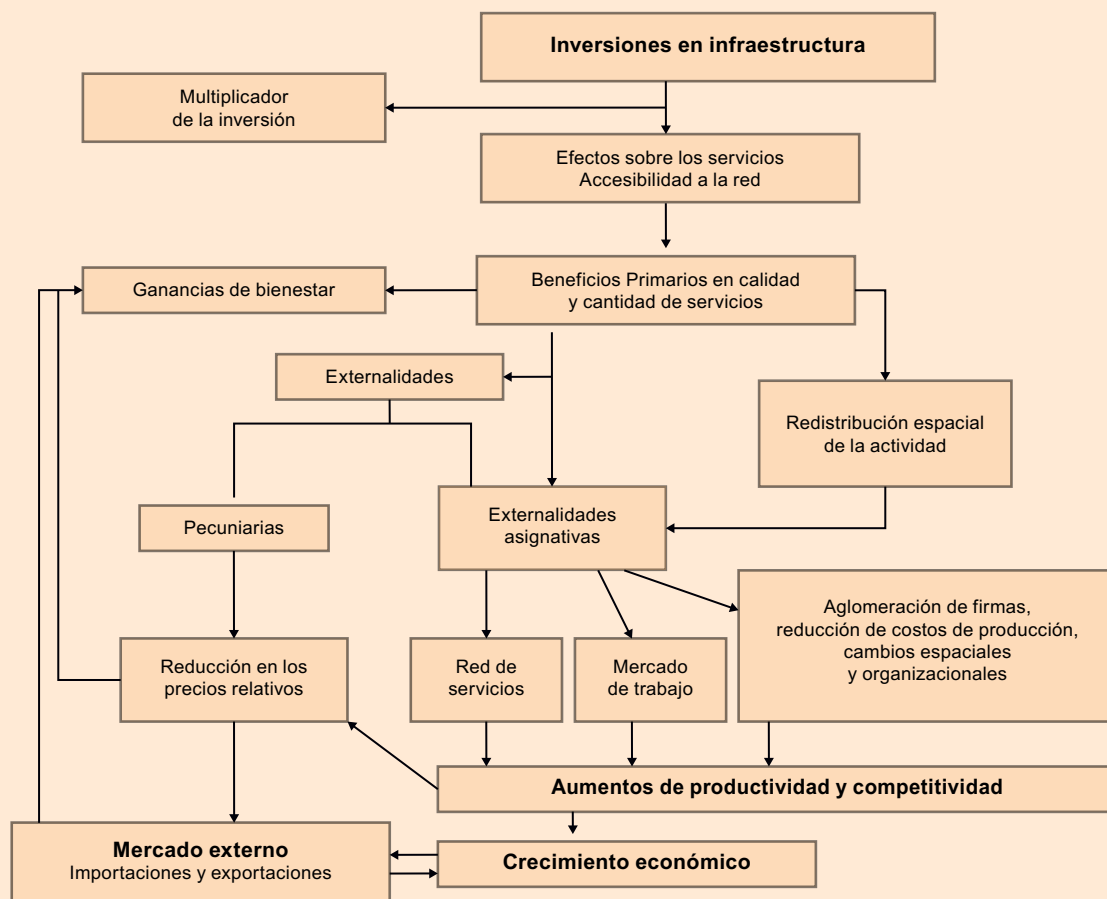 Inversiones en infraestructura
Multiplicador
de la inversión
Efectos sobre los servicios
Accesibilidad a la red
Ganancias de bienestar
Beneficios Primarios en calidad
y cantidad de servicios
Externalidades
Redistribución espacial
de la actividad
Pecuniarias
Externalidades
asignativas
Aglomeración de firmas,
reducción de costos de producción,
cambios espaciales
y organizacionales
Reducción en los
precios relativos
Red de
servicios
Mercado
de trabajo
Aumentos de productividad y competitividad
Mercado externo
Importaciones y exportaciones
Crecimiento económico